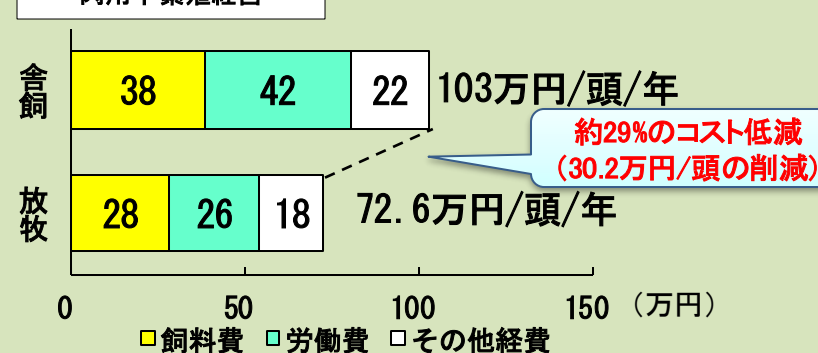 舎飼
38
42
22
103万円/頭/年
約29%のコスト低減
(30.2万円/頭の削減)
放牧
28
26
18
72.6万円/頭/年
0
50
100
150
(万円)
飼料費 労働費 その他経費